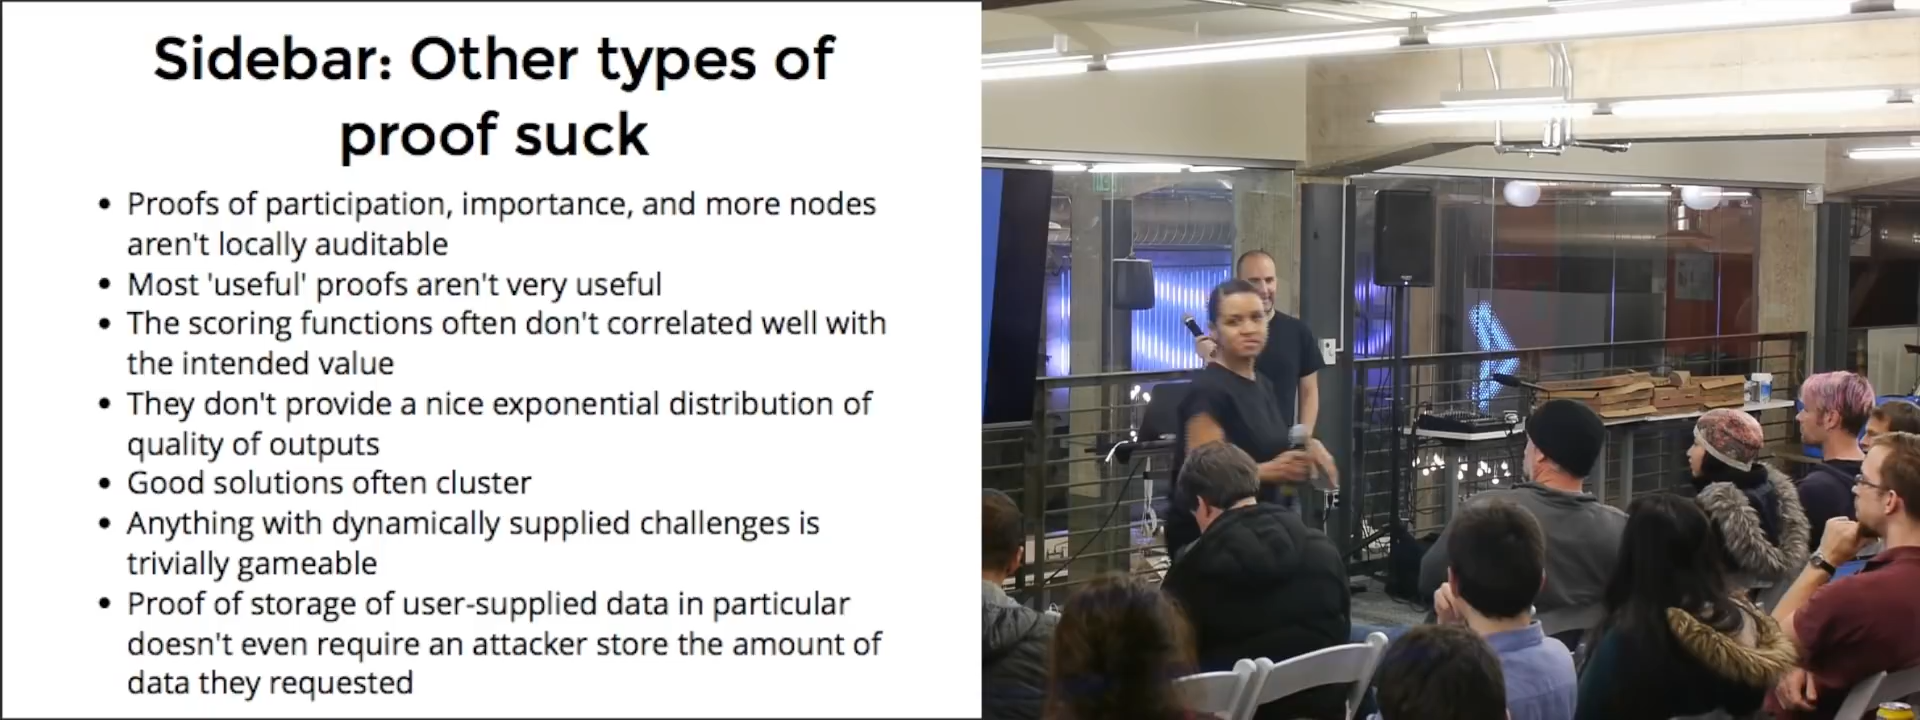 Sidebar: Other types of
proof suck
• Proofs of participation, importance, and more nodes
aren't locally auditable
• Most 'useful' proofs aren't very useful
• The scoring functions often don't correlated well with
the intended value
• They don't provide a nice exponential distribution of
quality of outputs
• Good solutions often cluster
• Anything with dynamically supplied challenges is
trivially gameable
• Proof of storage of user-supplied data in particular
doesn't even require an attacker store the amount of
data they requested